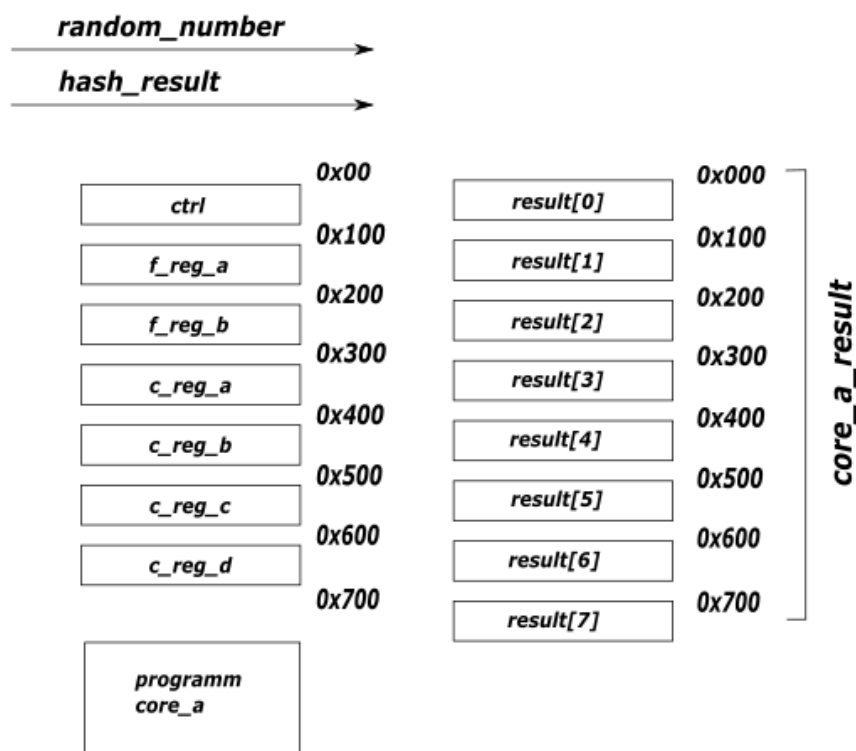 random_number
hash_result
0x00
ctrl
0x100
f_reg_a
0x200
f_reg_b
0x300
c_reg_a
0x400
c_reg_b
0x500
c_reg_c
0x600
c_reg_d
0x700
programm
core_a
0x000
result[0]
0x100
result[1]
0x200
result[2]
0x300
result[3]
0x400
result[4]
0x500
result[5]
0x600
result[6]
0x700
result[7]
core_a_result